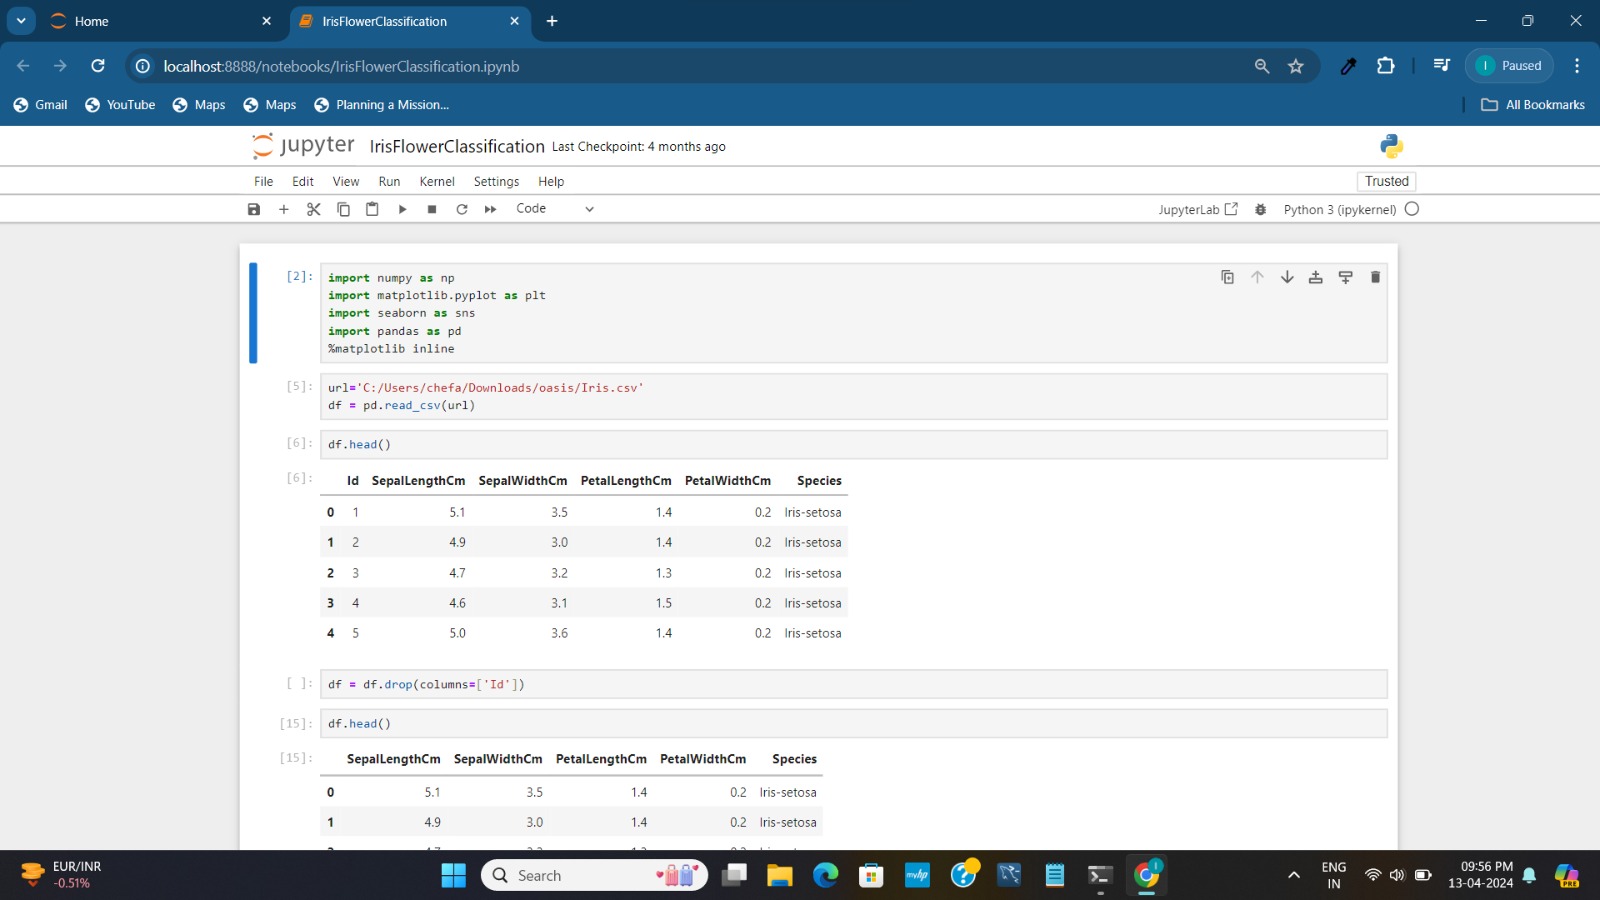 Home
IrisFlowerClassification
localhost:8888/notebooks/IrisFlowerClassification.ipynb
Paused
Gmail YouTube Maps Maps Planning a Mission... All Bookmarks
jupyter IrisFlowerClassification Last Checkpoint: 4 months ago
File Edit View Run Kernel Settings Help Trusted
Code JupyterLab Python 3 (ipykernel)
[2]: import numpy as np
import matplotlib.pyplot as plt
import seaborn as sns
import pandas as pd
%matplotlib inline
[5]: url='C:/Users/chefa/Downloads/oasis/Iris.csv'
df = pd.read_csv(url)
[6]: df.head()
[6]: Id SepalLengthCm SepalWidthCm PetalLengthCm PetalWidthCm Species
0 1 5.1 3.5 1.4 0.2 Iris-setosa
1 2 4.9 3.0 1.4 0.2 Iris-setosa
2 3 4.7 3.2 1.3 0.2 Iris-setosa
3 4 4.6 3.1 1.5 0.2 Iris-setosa
4 5 5.0 3.6 1.4 0.2 Iris-setosa
[ ]: df = df.drop(columns=['Id'])
[15]: df.head()
[15]: SepalLengthCm SepalWidthCm PetalLengthCm PetalWidthCm Species
0 5.1 3.5 1.4 0.2 Iris-setosa
1 4.9 3.0 1.4 0.2 Iris-setosa
EUR/INR
-0.51%
Search
myhp
ENG
IN
09:56 PM
13-04-2024
PRE